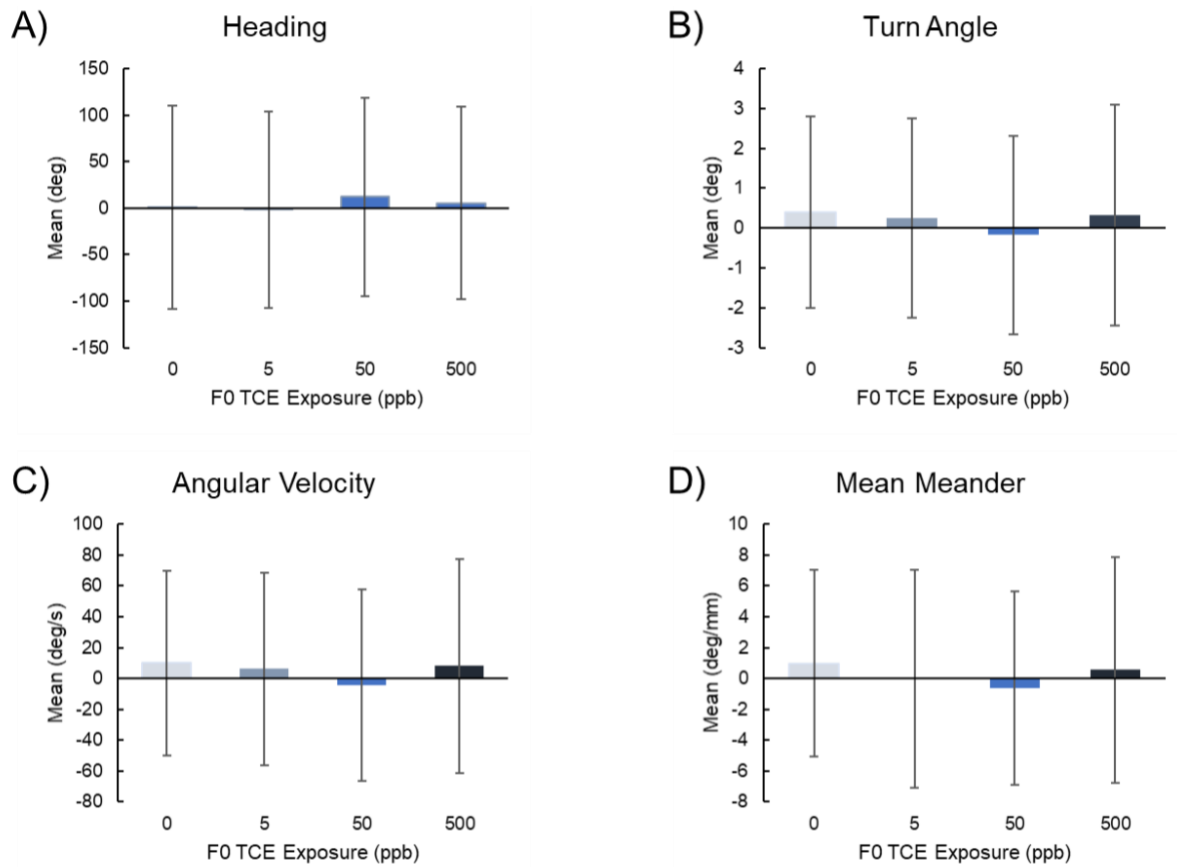 A)
Heading
150
100
50
0
-50
-100
-150
Mean (deg)
0 5 50 500
F0 TCE Exposure (ppb)
B)
Turn Angle
4
3
2
1
0
-1
-2
-3
Mean (deg)
0 5 50 500
F0 TCE Exposure (ppb)
C)
Angular Velocity
100
80
60
40
20
0
-20
-40
-60
-80
Mean (deg/s)
0 5 50 500
F0 TCE Exposure (ppb)
D)
Mean Meander
10
8
6
4
2
0
-2
-4
-6
-8
Mean (deg/mm)
0 5 50 500
F0 TCE Exposure (ppb)